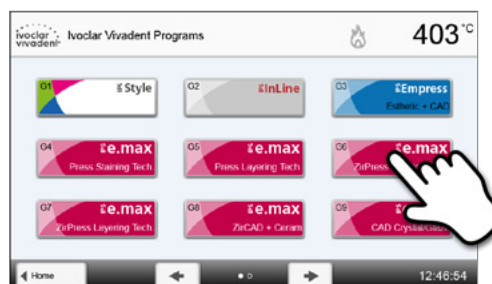 ivoclar vivadent Ivoclar Vivadent Programs 403 °C
G1 Style
G2 InLine
G3 Empress
Esthetic + CAD
G4 e.max
Press Staining Tech
G5 e.max
Press Layering Tech
G6 e.max
ZirPress
G7 e.max
ZirPress Layering Tech
G8 e.max
ZirCAD + Ceram
G9
CAD Crystall/Glaze
Home 12:46:54